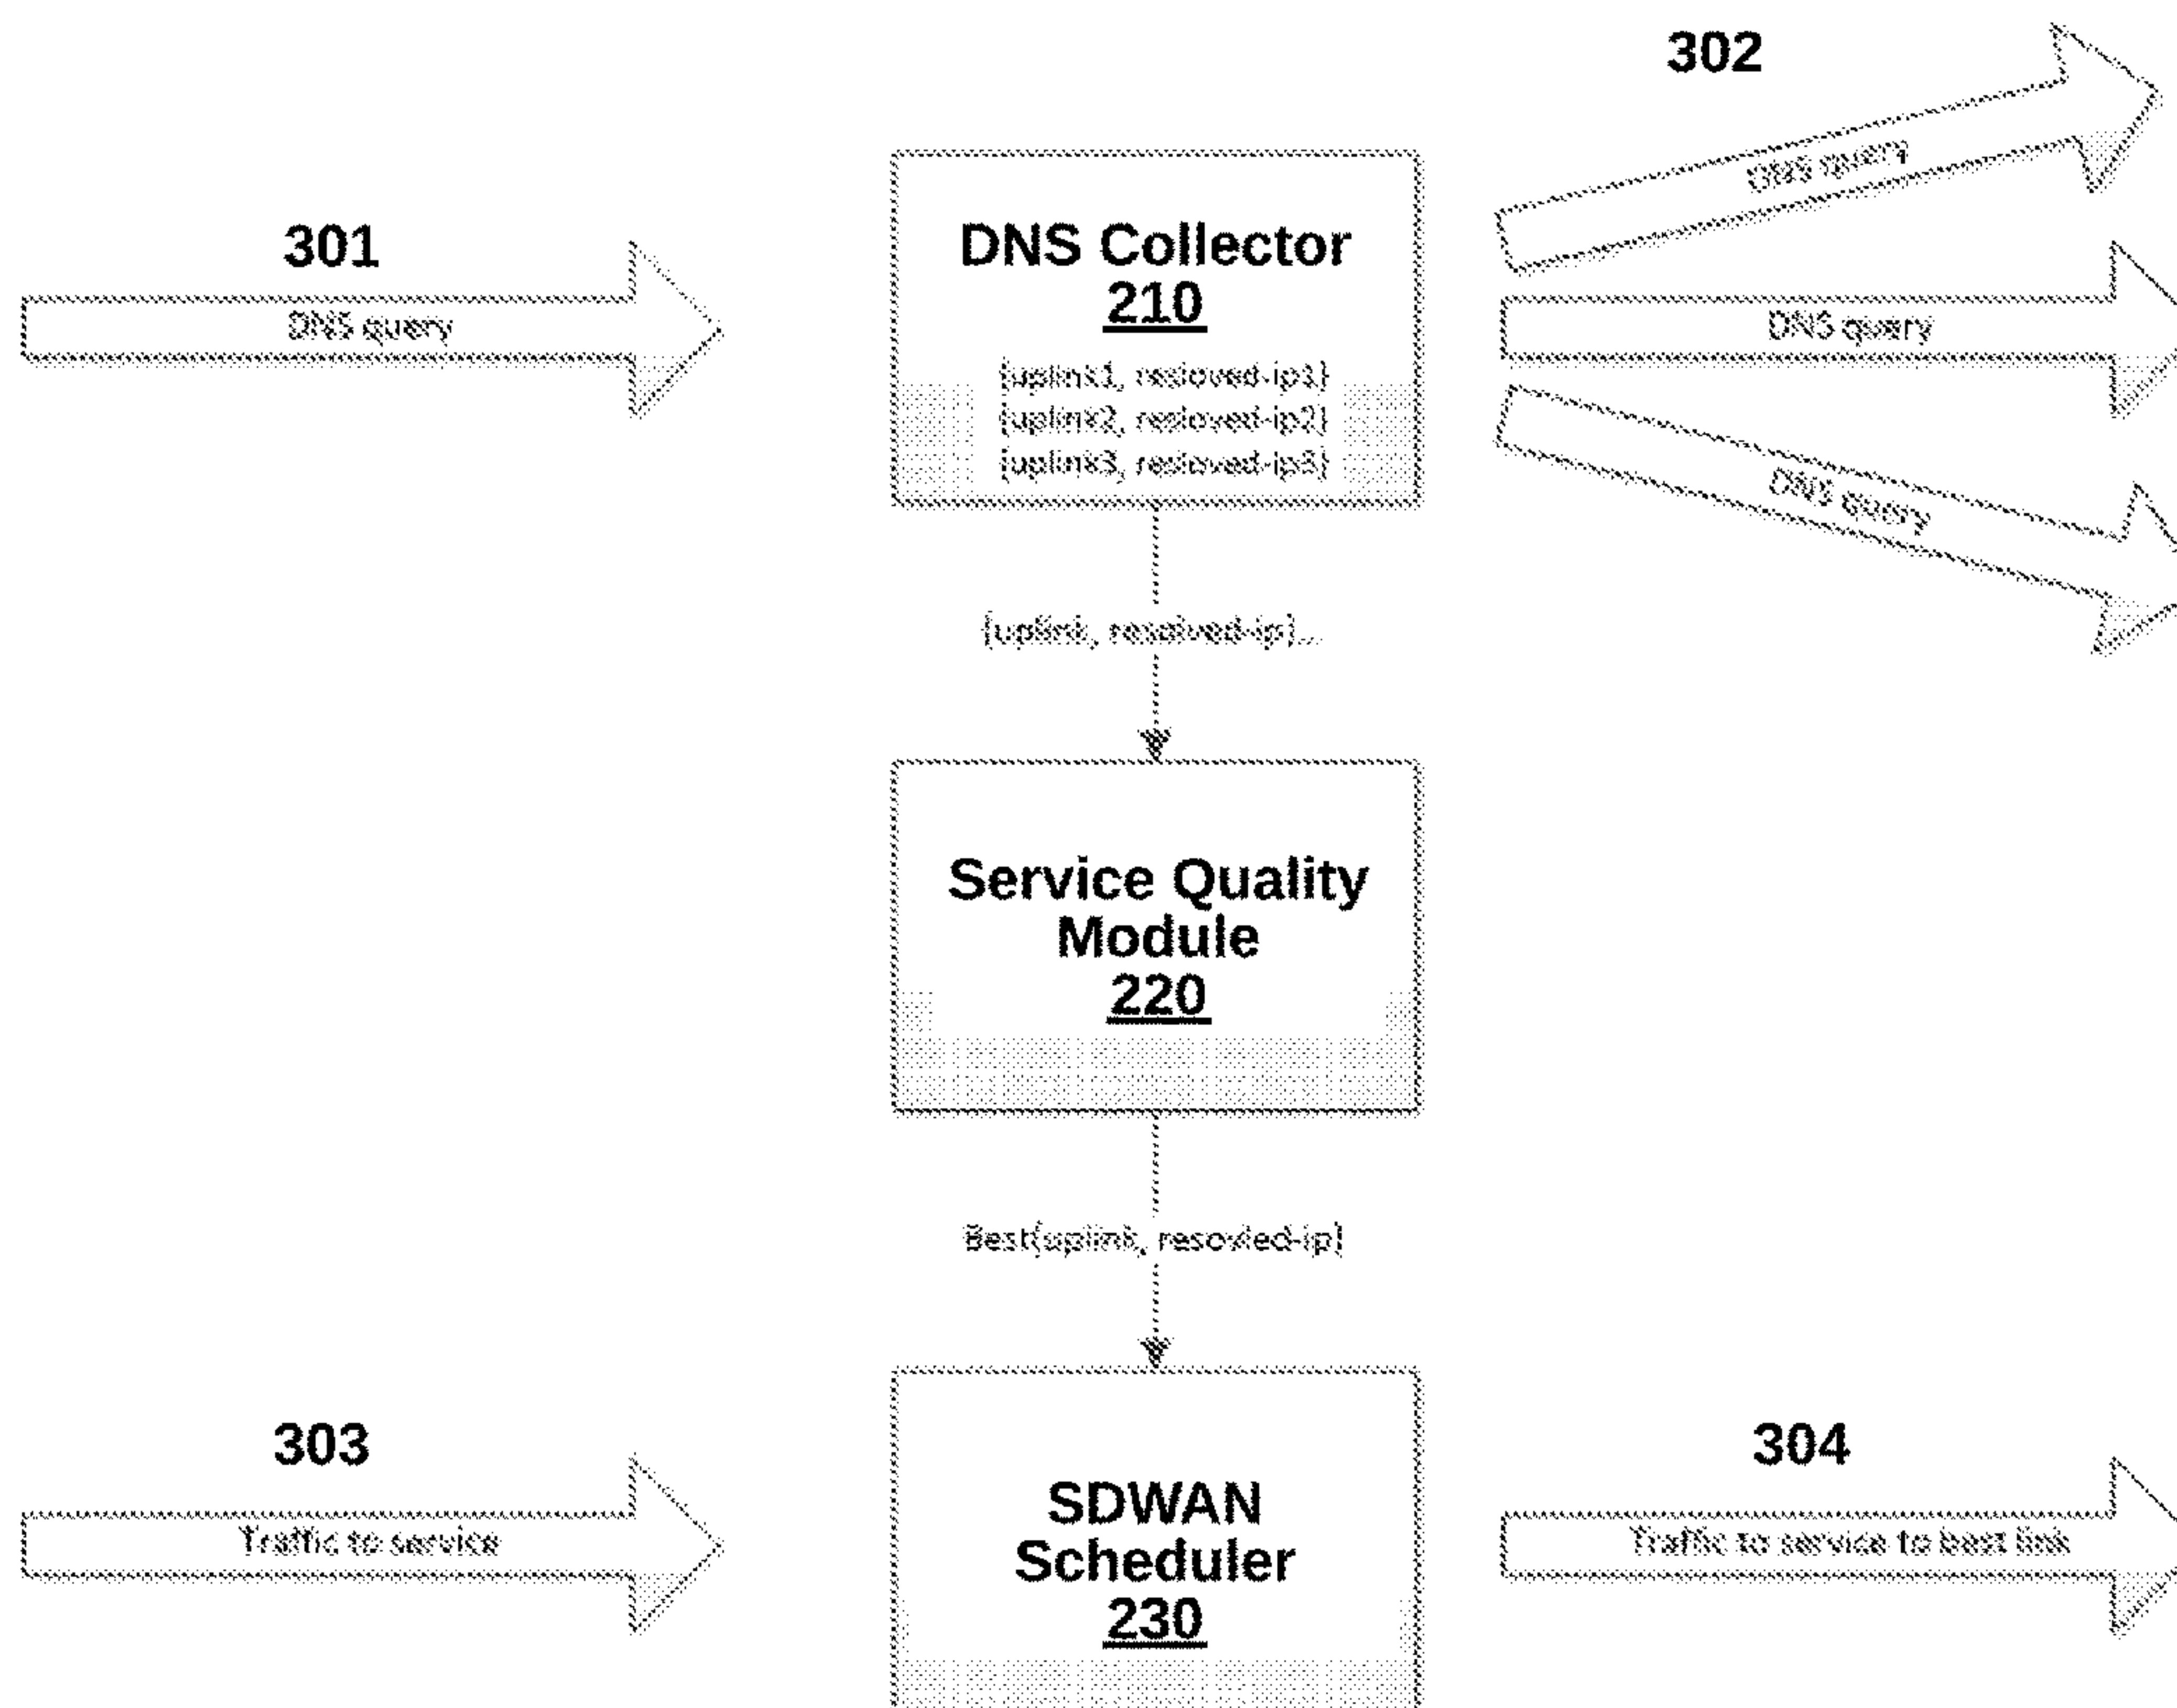 302
DNS query
301
DNS query
DNS Collector
210
{uplink1, resloved-ip1}
{uplink2, resloved-ip2}
{uplink3, resloved-ip3}
DNS query
DNS query
{uplink, resolved-ip}...
Service Quality
Module
220
Best{uplink, resovled-ip}
303
Traffic to service
SDWAN
Scheduler
230
304
Traffic to service to best link